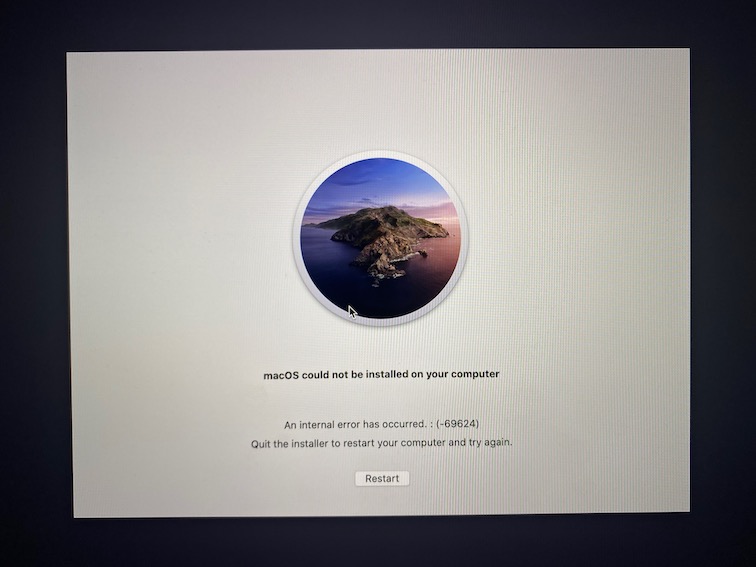 macOS could not be installed on your computer
An internal error has occurred. : (-69624)
Quit the installer to restart your computer and try again.
Restart